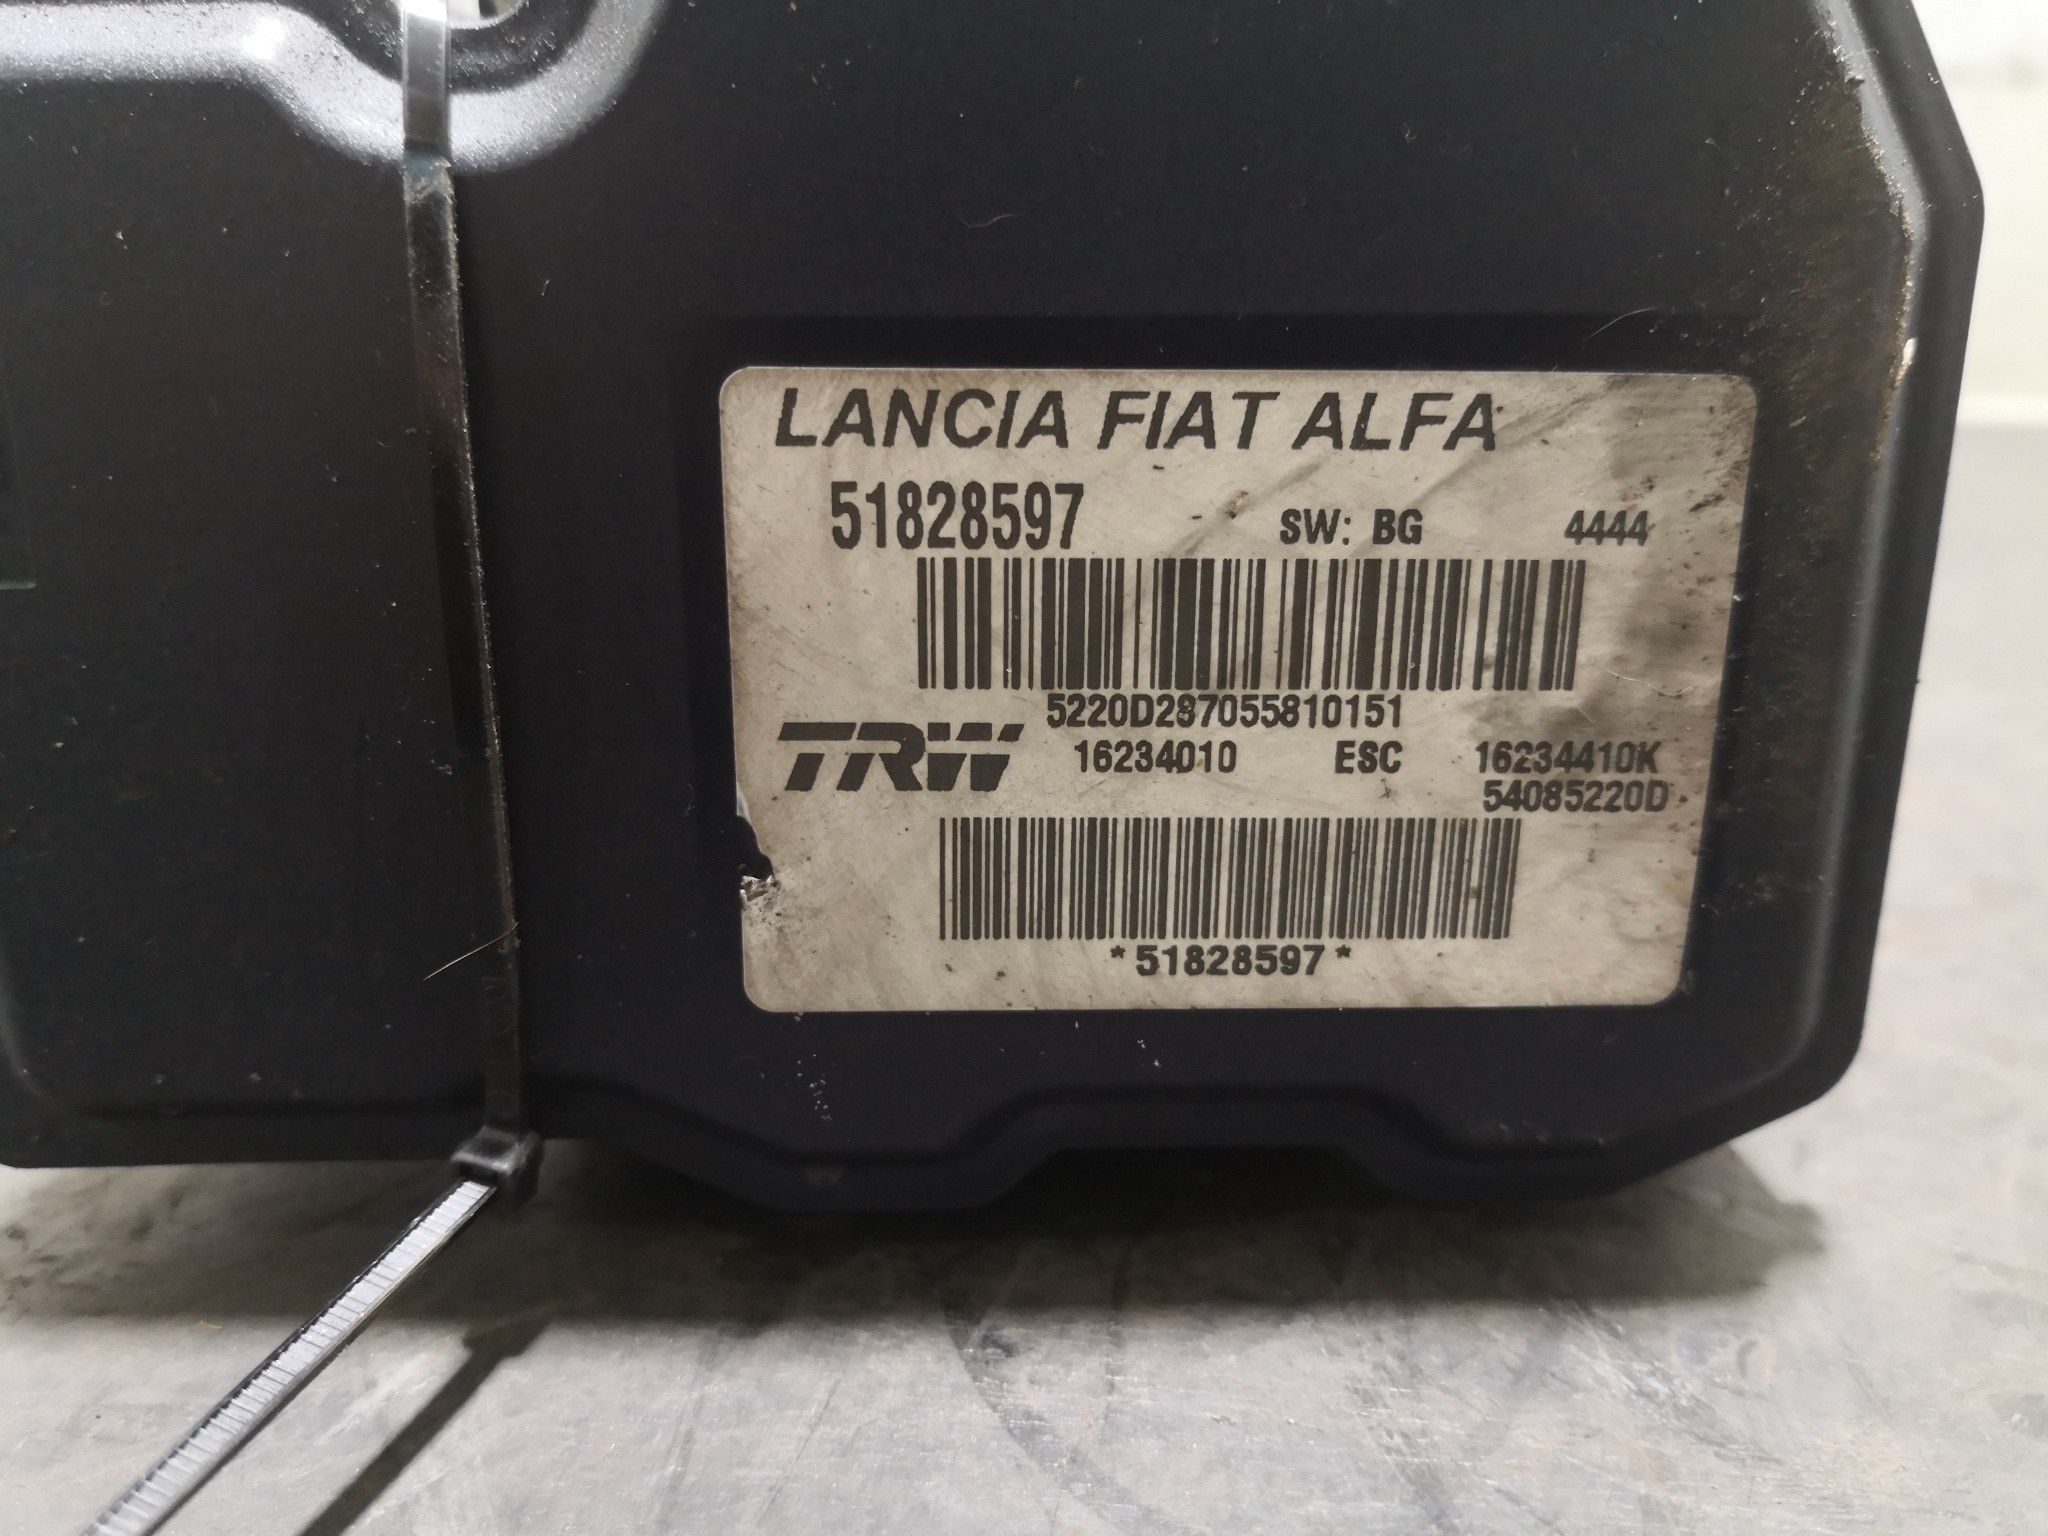 LANCIA FIAT ALFA
51828597 SW: BG 4444
5220D287055810151
TRW 16234010 ESC 16234410K
54085220D
*51828597*